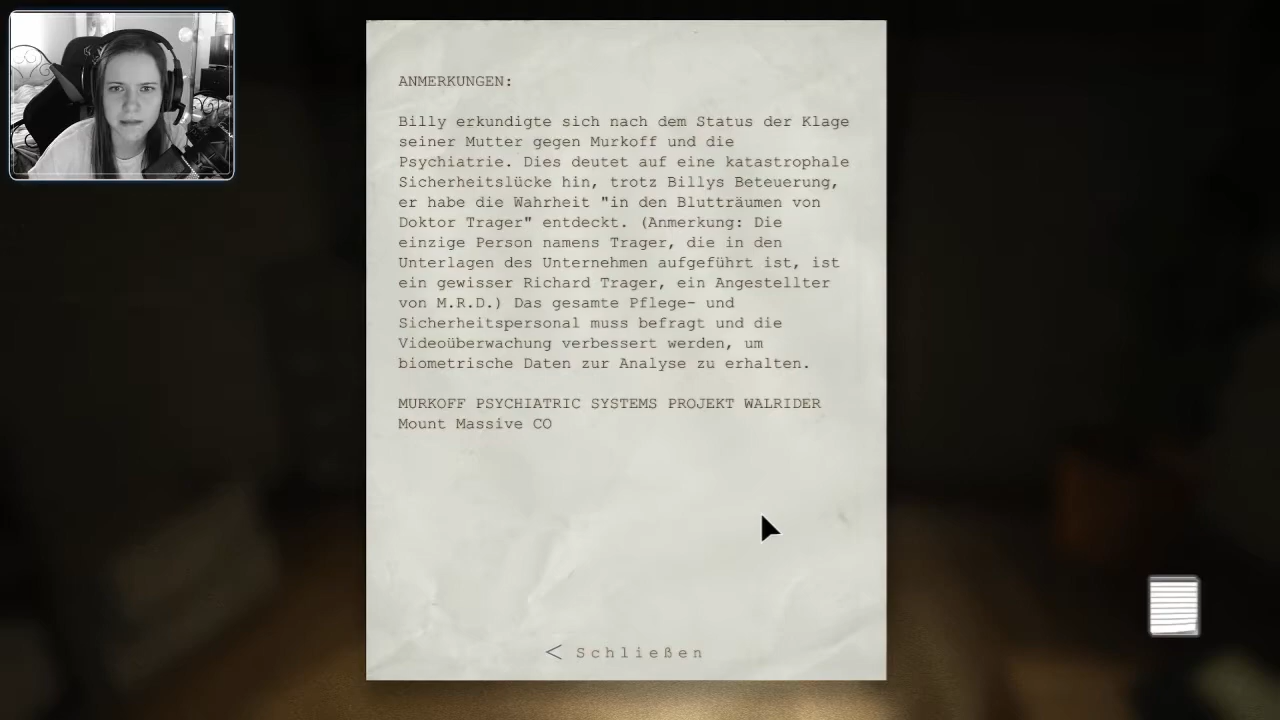 ANMERKUNGEN:
Billy erkundigte sich nach dem Status der Klage
seiner Mutter gegen Murkoff und die
Psychiatrie. Dies deutet auf eine katastrophale
Sicherheitslücke hin, trotz Billys Beteuerung,
er habe die Wahrheit "in den Blutträumen von
Doktor Trager" entdeckt. (Anmerkung: Die
einzige Person namens Trager, die in den
Unterlagen des Unternehmen aufgeführt ist, ist
ein gewisser Richard Trager, ein Angestellter
von M.R.D.) Das gesamte Pflege- und
Sicherheitspersonal muss befragt und die
Videoüberwachung verbessert werden, um
biometrische Daten zur Analyse zu erhalten.
MURKOFF PSYCHIATRIC SYSTEMS PROJEKT WALRIDER
Mount Massive CO
< Schließen